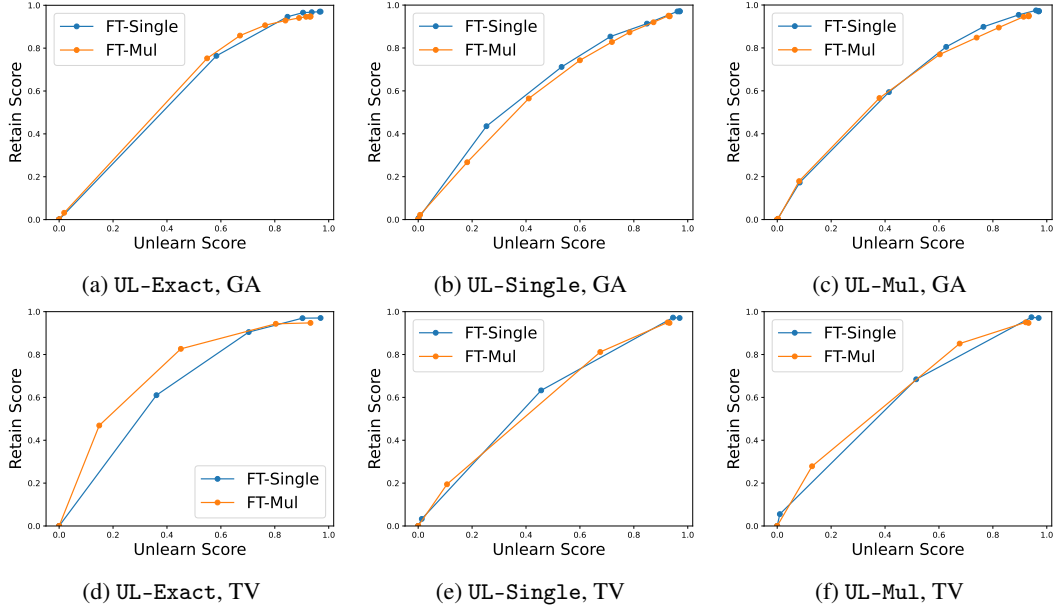 1.0
0.8
0.6
0.4
0.2
0.0
Retain Score
FT-Single
FT-Mul
0.0 0.2 0.4 0.6 0.8 1.0
Unlearn Score
(a) UL-Exact, GA
1.0
0.8
0.6
0.4
0.2
0.0
Retain Score
FT-Single
FT-Mul
0.0 0.2 0.4 0.6 0.8 1.0
Unlearn Score
(b) UL-Single, GA
1.0
0.8
0.6
0.4
0.2
0.0
Retain Score
FT-Single
FT-Mul
0.0 0.2 0.4 0.6 0.8 1.0
Unlearn Score
(c) UL-Mul, GA
1.0
0.8
0.6
0.4
0.2
0.0
Retain Score
FT-Single
FT-Mul
0.0 0.2 0.4 0.6 0.8 1.0
Unlearn Score
(d) UL-Exact, TV
1.0
0.8
0.6
0.4
0.2
0.0
Retain Score
FT-Single
FT-Mul
0.0 0.2 0.4 0.6 0.8 1.0
Unlearn Score
(e) UL-Single, TV
1.0
0.8
0.6
0.4
0.2
0.0
Retain Score
FT-Single
FT-Mul
0.0 0.2 0.4 0.6 0.8 1.0
Unlearn Score
(f) UL-Mul, TV